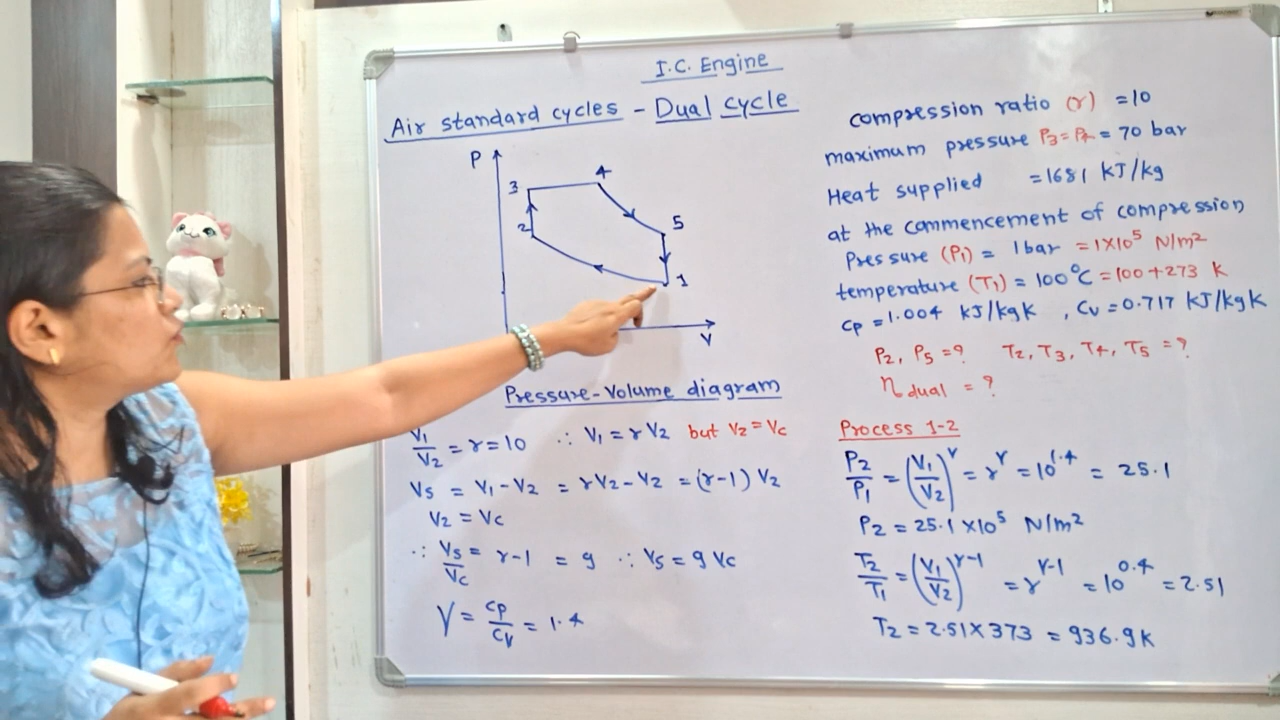 I.C. Engine
Air standard cycles - Dual cycle
P
3
4
2
5
1
V
Pressure-Volume diagram
V1/V2 = r = 10 ∴ V1 = r V2 but V2 = Vc
Vs = V1 - V2 = rV2 - V2 = (r-1) V2
V2 = Vc
∴ Vs/Vc = r-1 = 9 ∴ Vs = 9 Vc
γ = cp/cv = 1.4
compression ratio (r) = 10
maximum pressure P3 = P4 = 70 bar
Heat supplied = 1681 kJ/kg
at the commencement of compression
pressure (P1) = 1bar = 1×10^5 N/m²
temperature (T1) = 100°C = 100+273 K
cp = 1.004 kJ/kgK , cv = 0.717 kJ/kgK
P2, P5 = ? T2, T3, T4, T5 = ?
η dual = ?
Process 1-2
P2/P1 = (V1/V2)^γ = r^γ = 10^1.4 = 25.1
P2 = 25.1 ×10^5 N/m²
T2/T1 = (V1/V2)^γ-1 = r^γ-1 = 10^0.4 = 2.51
T2 = 2.51×373 = 936.9K